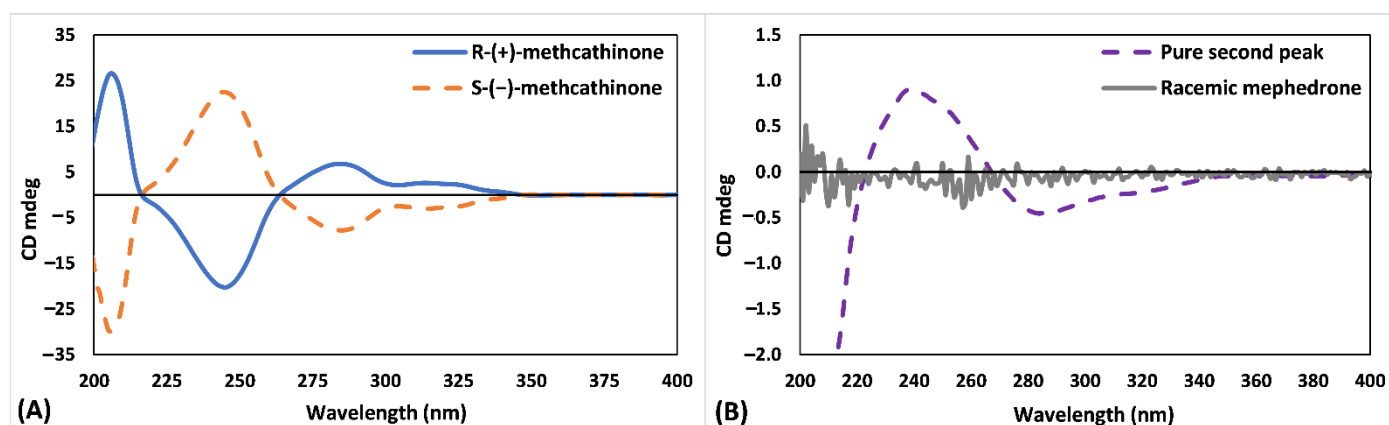 35
25
15
5
−5
−15
−25
−35
CD mdeg
R-(+)-methcathinone
S-(−)-methcathinone
200 225 250 275 300 325 350 375 400
(A)
Wavelength (nm)
1.5
1.0
0.5
0.0
−0.5
−1.0
−1.5
−2.0
CD mdeg
Pure second peak
Racemic mephedrone
200 220 240 260 280 300 320 340 360 380 400
(B)
Wavelength (nm)